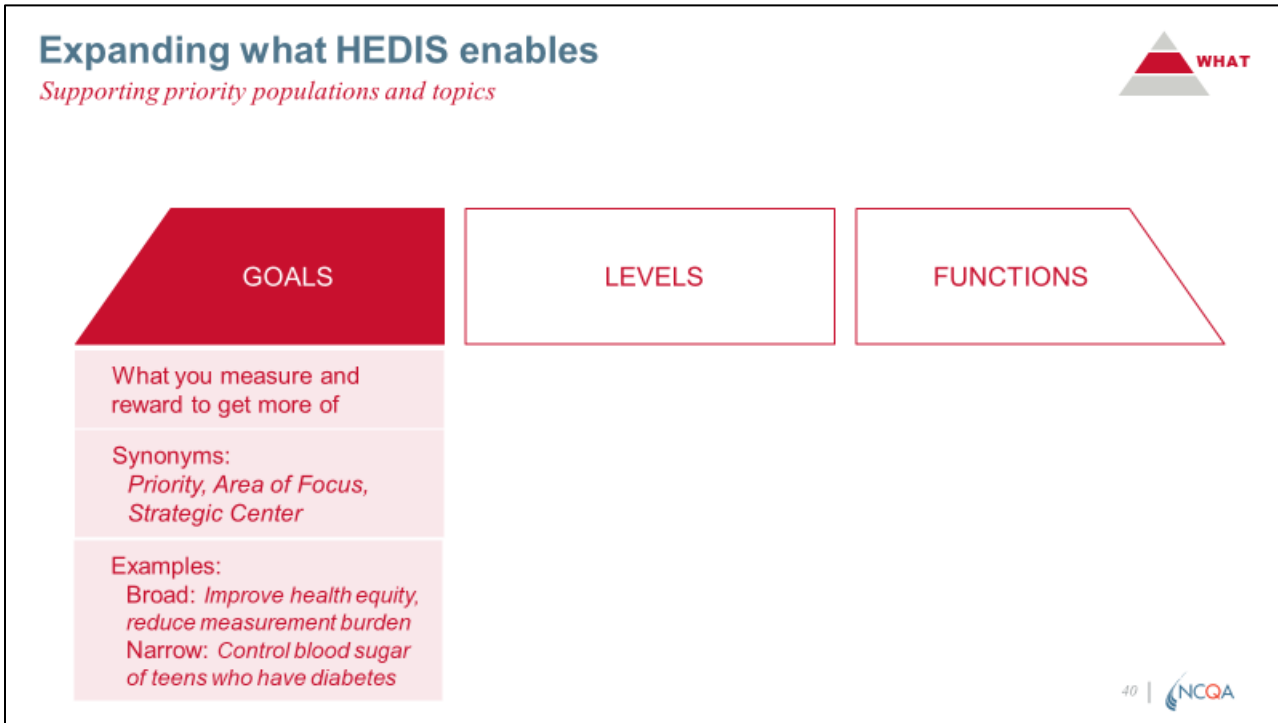 Expanding what HEDIS enables
Supporting priority populations and topics
WHAT
GOALS
LEVELS
FUNCTIONS
What you measure and
reward to get more of
Synonyms:
Priority, Area of Focus,
Strategic Center
Examples:
Broad: Improve health equity,
reduce measurement burden
Narrow: Control blood sugar
of teens who have diabetes
40 | NCQA